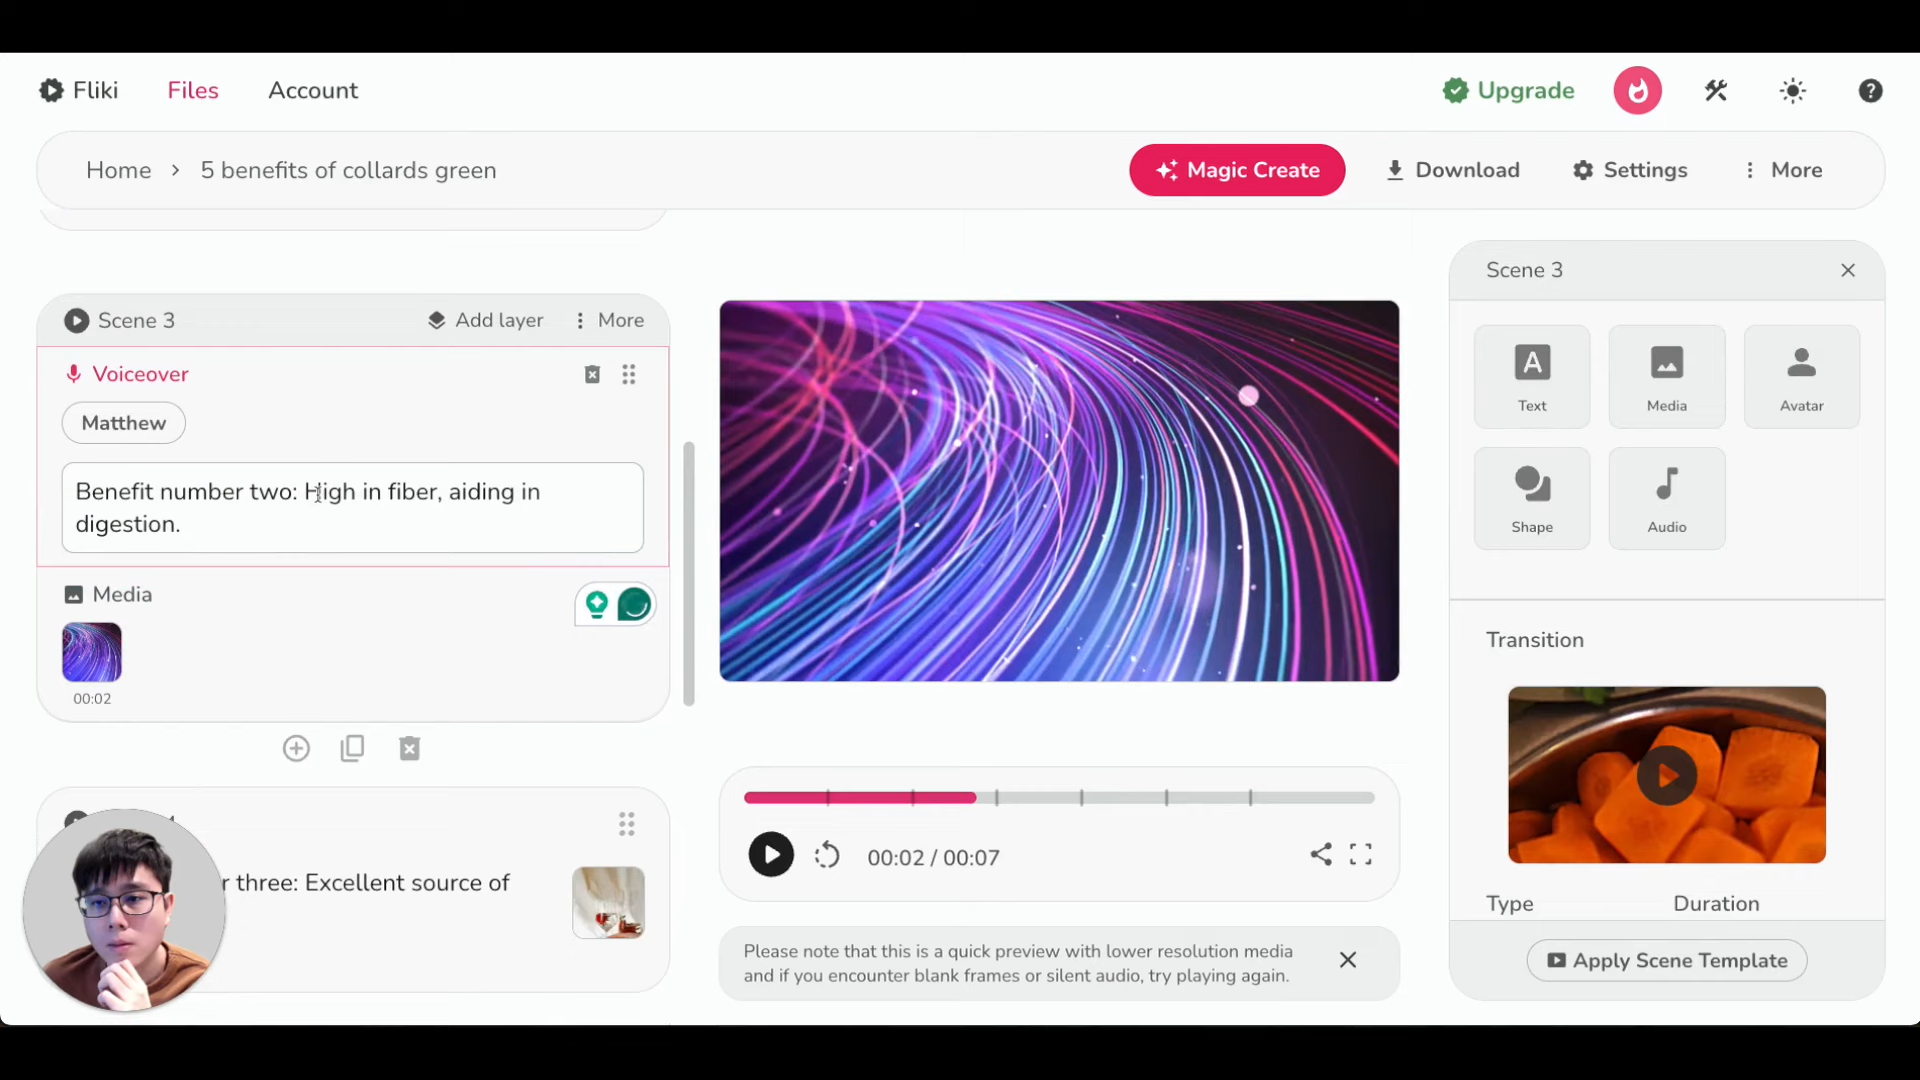 Fliki
Files
Account
Upgrade
Home
5 benefits of collards green
Magic Create
Download
Settings
More
Scene 3
Add layer
More
Voiceover
Matthew
Benefit number two: High in fiber, aiding in
digestion.
Media
00:02
three: Excellent source of
00:02 / 00:07
Please note that this is a quick preview with lower resolution media
and if you encounter blank frames or silent audio, try playing again.
Scene 3
Text
Media
Avatar
Shape
Audio
Transition
Type
Duration
Apply Scene Template